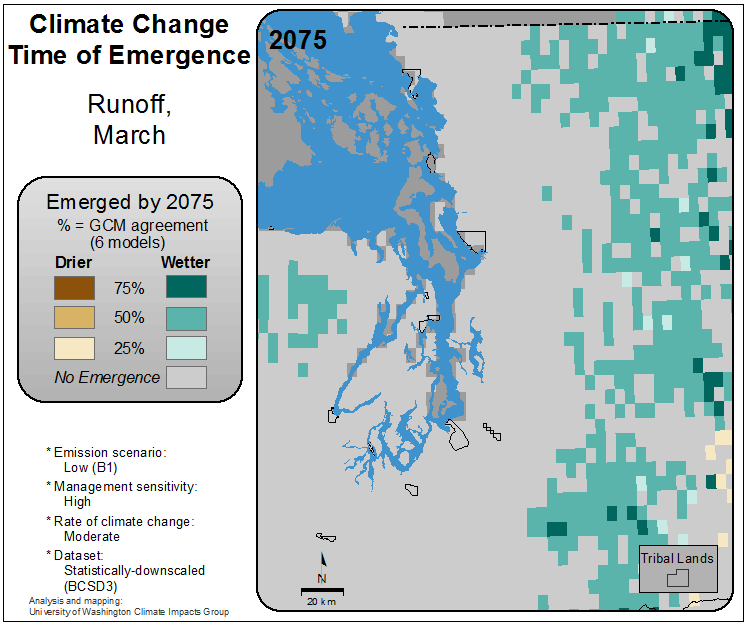 Climate Change
Time of Emergence
Runoff,
March
Emerged by 2075
% = GCM agreement
(6 models)
Drier Wetter
75%
50%
25%
No Emergence
* Emission scenario:
Low (B1)
* Management sensitivity:
High
* Rate of climate change:
Moderate
* Dataset:
Statistically-downscaled
(BCSD3)
Analysis and mapping:
University of Washington Climate Impacts Group
2075
N
20 km
Tribal Lands